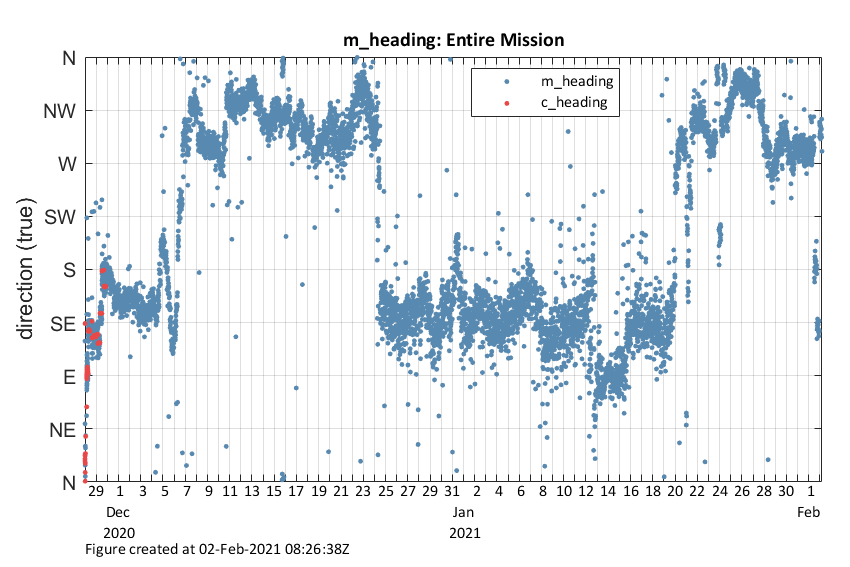 m_heading: Entire Mission
m_heading
c_heading
direction (true)
N
NW
W
SW
S
SE
E
NE
N
29 1 3 5 7 9 11 13 15 17 19 21 23 25 27 29 31 2 4 6 8 10 12 14 16 18 20 22 24 26 28 30 1
Dec Jan Feb
2020 2021
Figure created at 02-Feb-2021 08:26:38Z